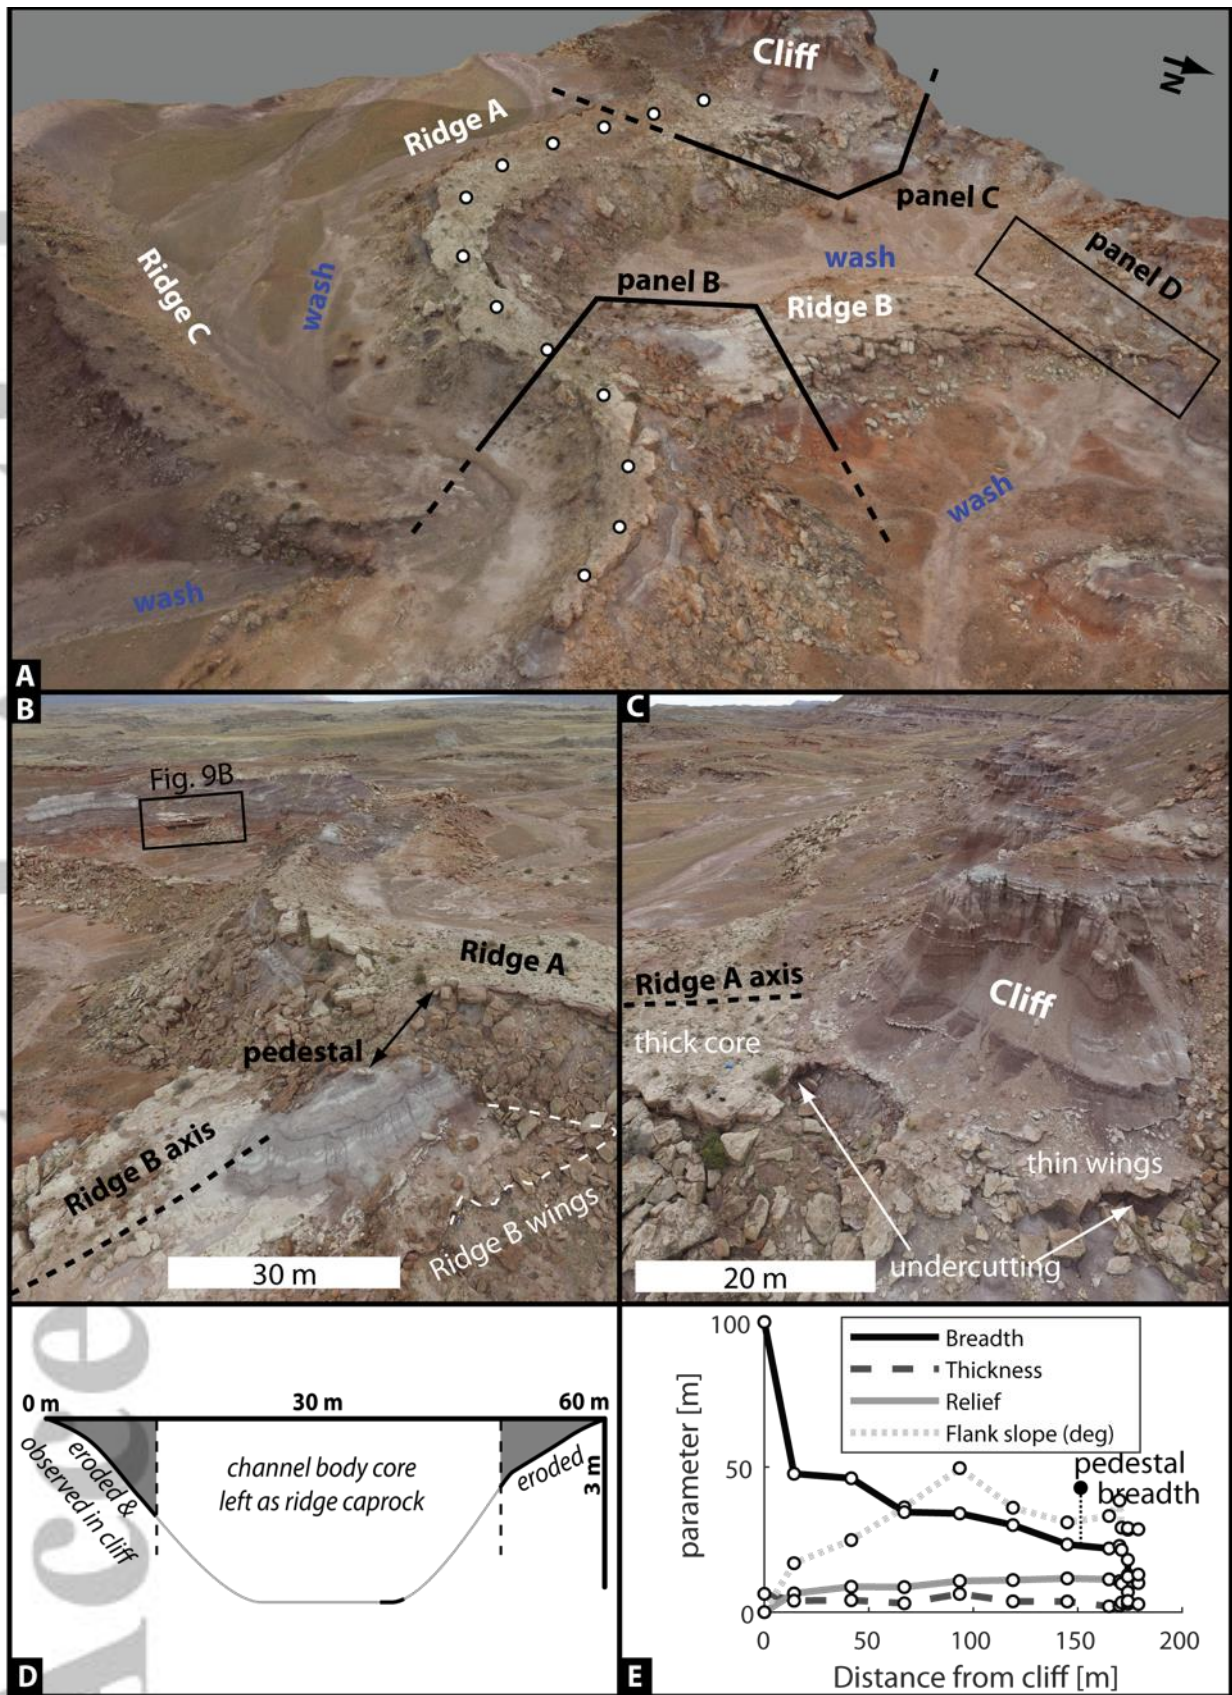 Cliff
N
Ridge A
panel C
Ridge C
wash
wash
panel D
panel B
Ridge B
wash
wash
A
B
C
Fig. 9B
Ridge A
pedestal
Ridge B axis
Ridge B wings
30 m
Ridge A axis
Cliff
thick core
thin wings
undercutting
20 m
0 m
30 m
60 m
eroded &
observed in cliff
channel body core
left as ridge caprock
eroded
3 m
D
100
50
0
parameter [m]
Breadth
Thickness
Relief
Flank slope (deg)
pedestal
breadth
0
50
100
150
200
Distance from cliff [m]
E
Acce